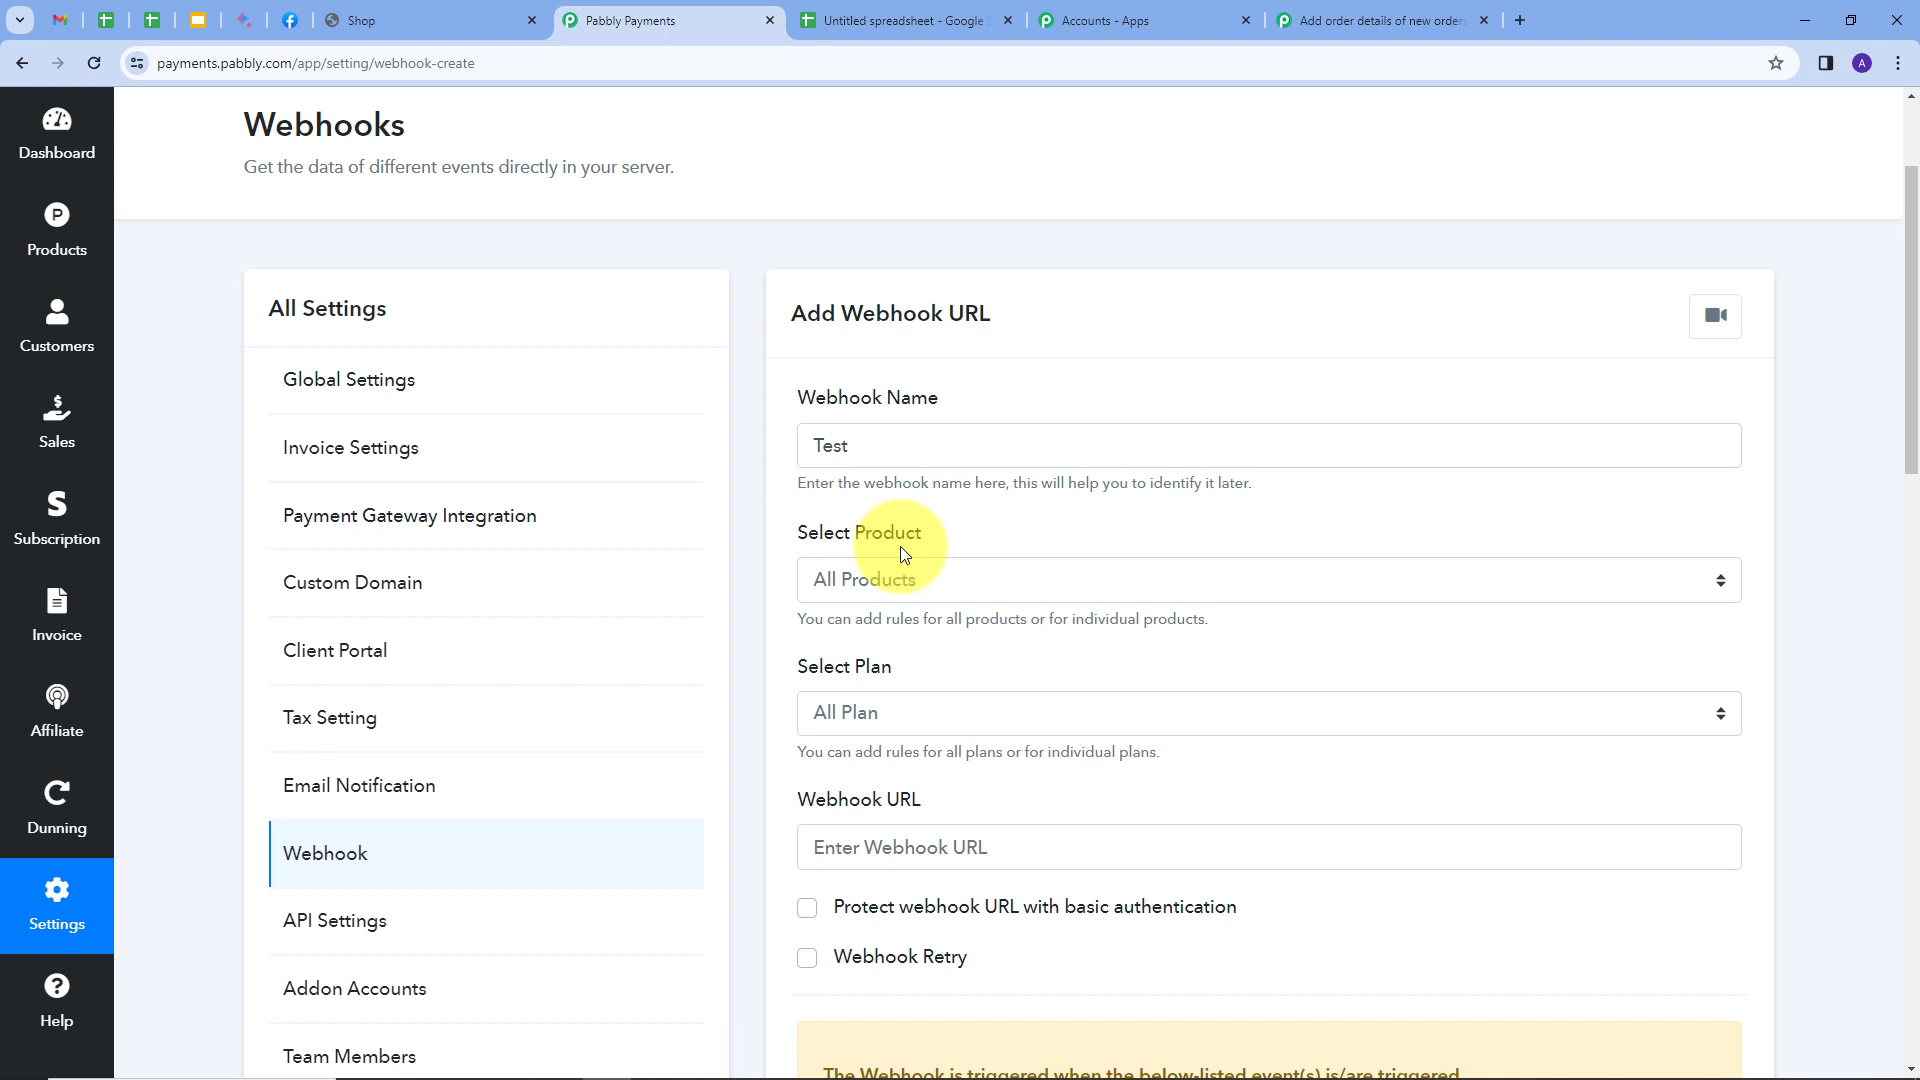 Shop
Pabbly Payments
Untitled spreadsheet - Google
Accounts - Apps
Add order details of new orders
payments.pabbly.com/app/setting/webhook-create
A
Dashboard
Products
Customers
Sales
Subscription
Invoice
Affiliate
Dunning
Settings
Help
Webhooks
Get the data of different events directly in your server.
All Settings
Global Settings
Invoice Settings
Payment Gateway Integration
Custom Domain
Client Portal
Tax Setting
Email Notification
Webhook
API Settings
Addon Accounts
Team Members
Add Webhook URL
Webhook Name
Test
Enter the webhook name here, this will help you to identify it later.
Select Product
All Products
You can add rules for all products or for individual products.
Select Plan
All Plan
You can add rules for all plans or for individual plans.
Webhook URL
Enter Webhook URL
Protect webhook URL with basic authentication
Webhook Retry
The Webhook is triggered when the below-listed event(s) is/are triggered